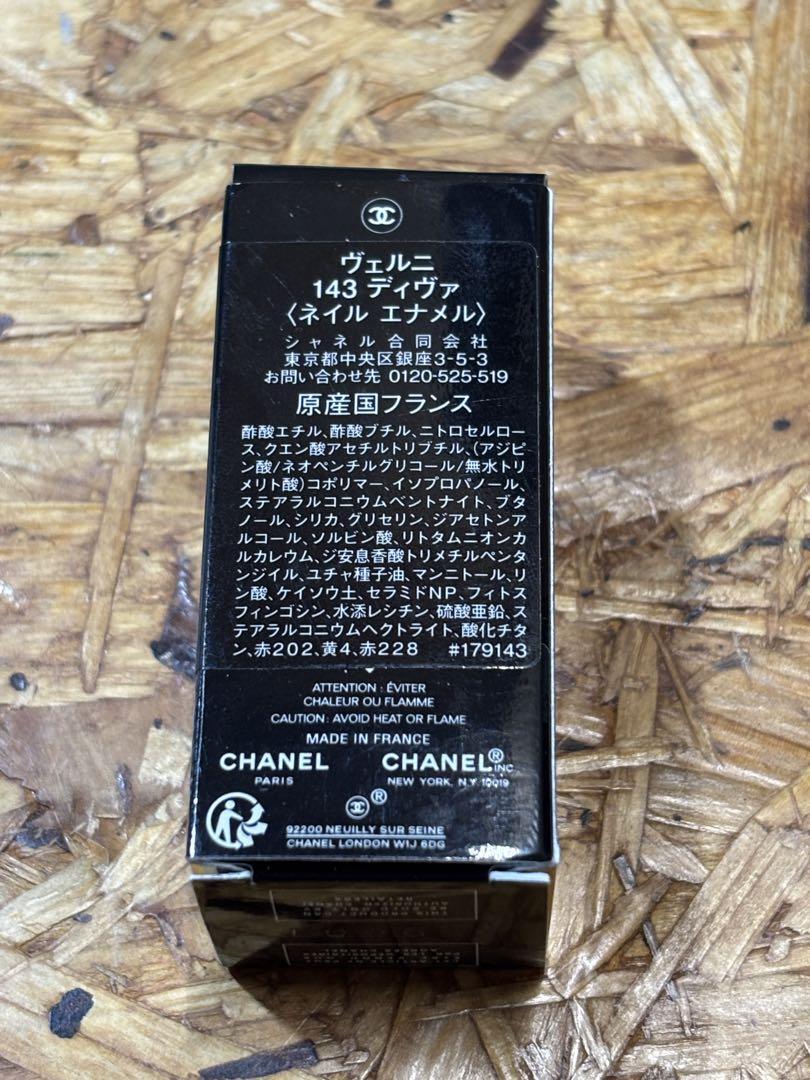 ヴェルニ
143 ディヴァ
〈ネイル エナメル〉
シャネル合同会社
東京都中央区銀座3-5-3
お問い合わせ先 0120-525-519
原産国フランス
酢酸エチル、酢酸ブチル、ニトロセルロー
ス、クエン酸アセチルトリブチル、(アジピ
ン酸/ネオペンチルグリコール/無水トリ
メリト酸)コポリマー、イソプロパノール、
ステアラルコニウムベントナイト、ブタ
ノール、シリカ、グリセリン、ジアセトンア
ルコール、ソルビン酸、リトタムニオンカ
ルカレウム、ジ安息香酸トリメチルペンタ
ンジイル、ユチャ種子油、マンニトール、リ
ン酸、ケイソウ土、セラミドNP、フィトス
フィンゴシン、水添レシチン、硫酸亜鉛、ス
テアラルコニウムヘクトライト、酸化チタ
ン、赤202、黄4、赤228 #179143
ATTENTION : ÉVITER
CHALEUR OU FLAMME
CAUTION: AVOID HEAT OR FLAME
MADE IN FRANCE
CHANEL CHANEL® INC
PARIS NEW YORK, N.Y. 10019
®
92200 NEUILLY SUR SEINE
CHANEL LONDON W1J 6DG